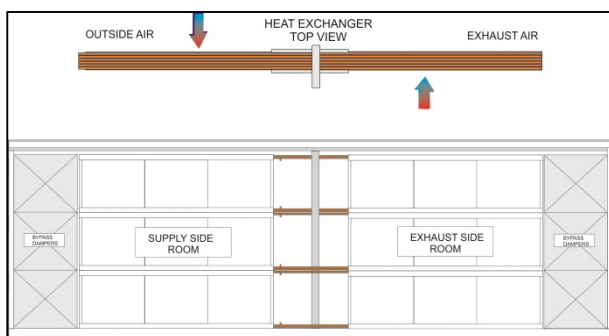 HEAT EXCHANGER
TOP VIEW
OUTSIDE AIR
EXHAUST AIR
BYPASS
DAMPERS
SUPPLY SIDE
ROOM
EXHAUST SIDE
ROOM
BYPASS
DAMPERS